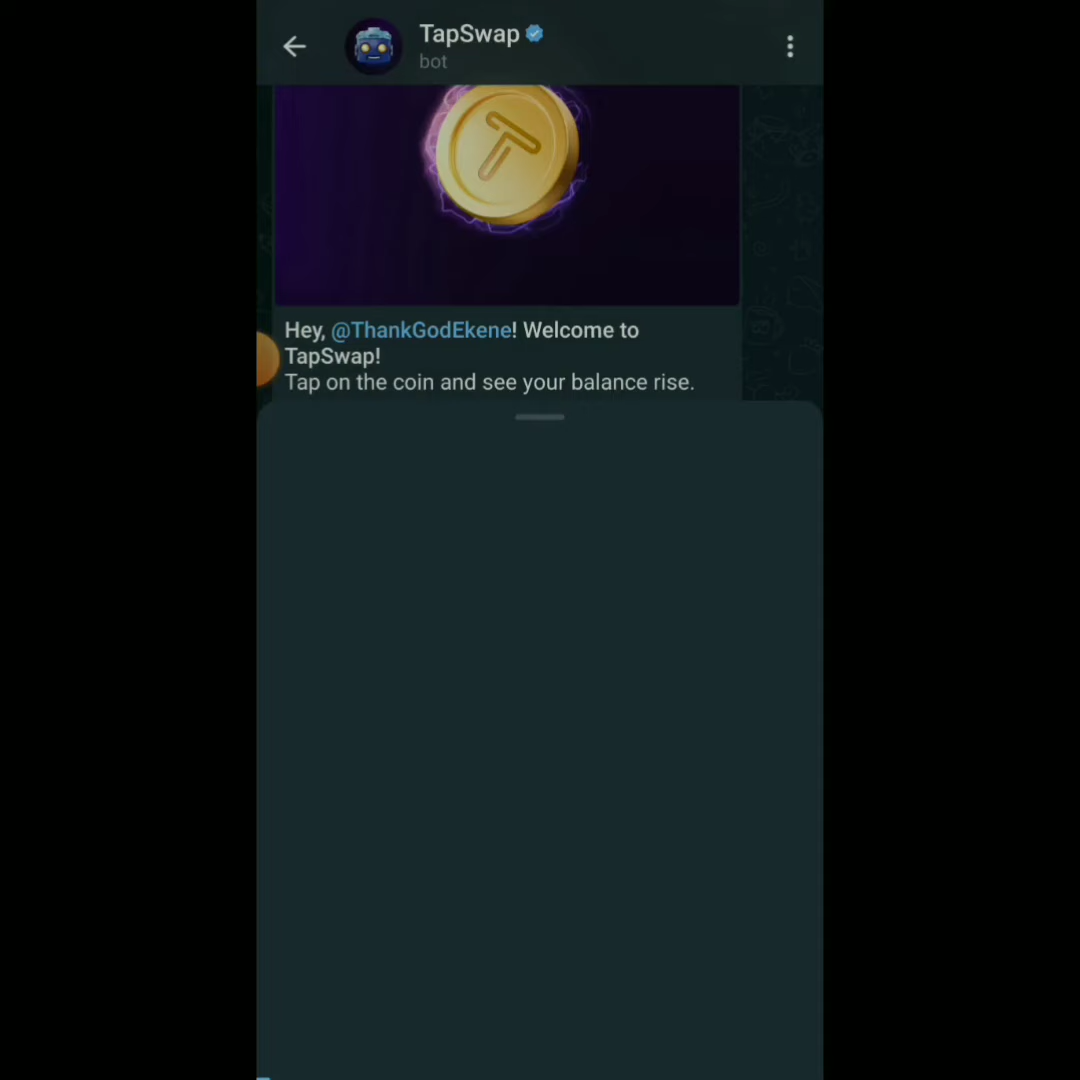 TapSwap
bot
Hey, @ThankGodEkene! Welcome to
TapSwap!
Tap on the coin and see your balance rise.